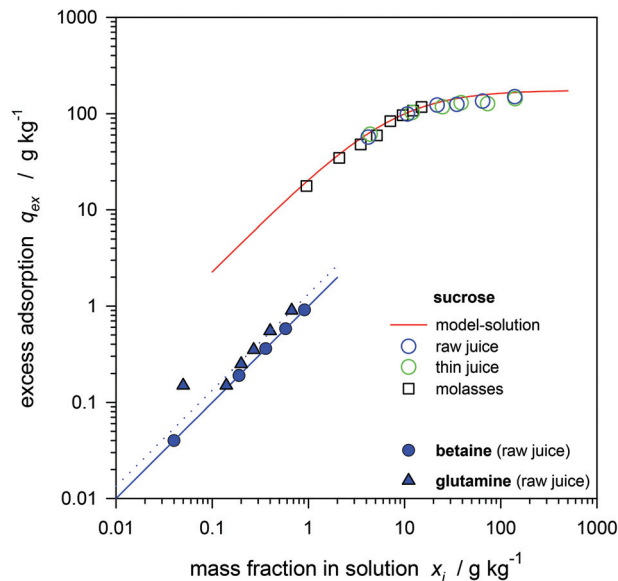 1000
100
10
1
0.1
0.01
excess adsorption q_ex / g kg⁻¹
sucrose
model-solution
raw juice
thin juice
molasses
betaine (raw juice)
glutamine (raw juice)
0.01 0.1 1 10 100 1000
mass fraction in solution x_i / g kg⁻¹